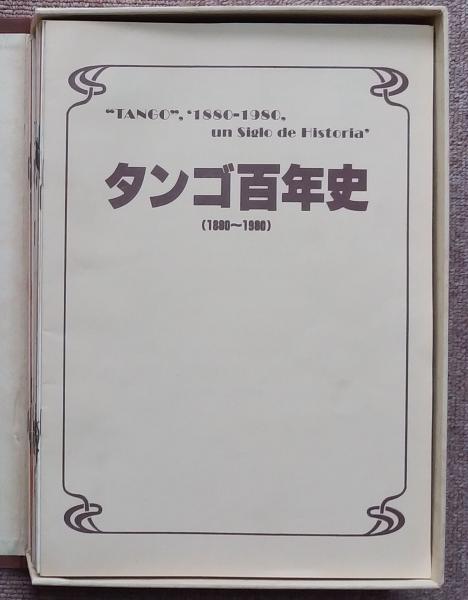 “TANGO”, ‘1880-1980,
un Siglo de Historia’
タンゴ百年史
(1880〜1980)